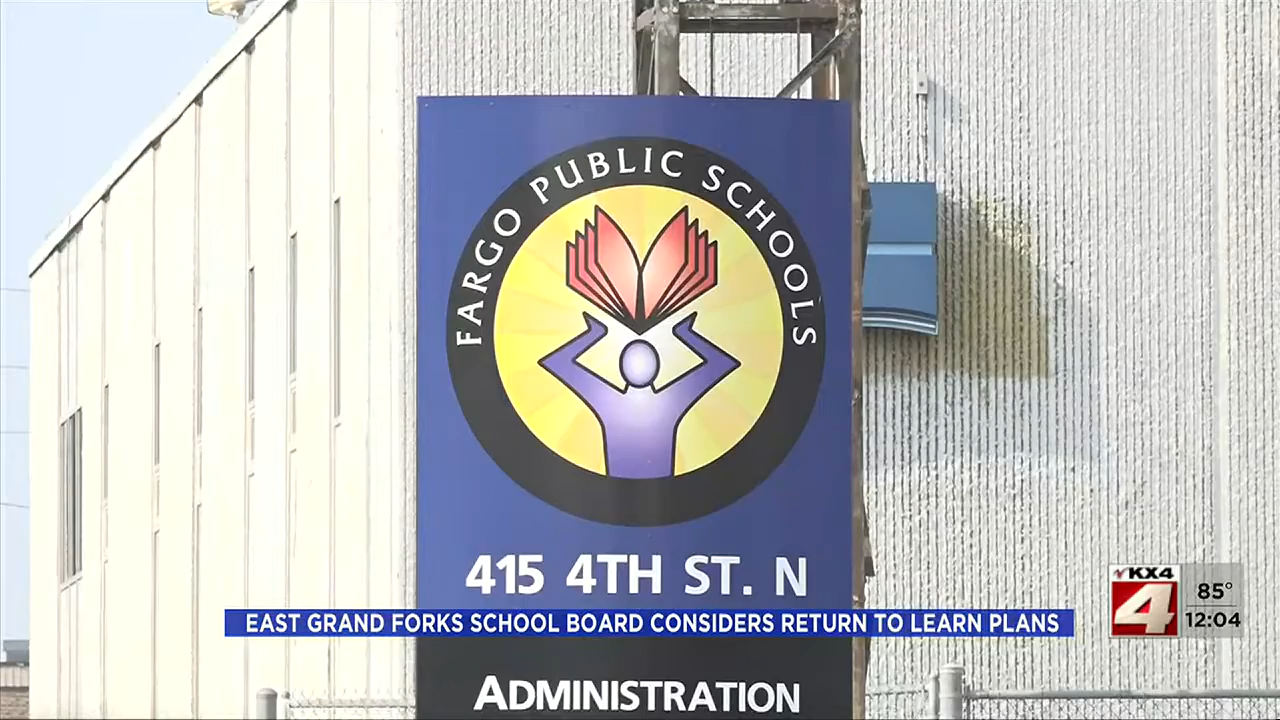 FARGO PUBLIC SCHOOLS
415 4TH ST. N
EAST GRAND FORKS SCHOOL BOARD CONSIDERS RETURN TO LEARN PLANS
KX4
4
85°
12:04
ADMINISTRATION